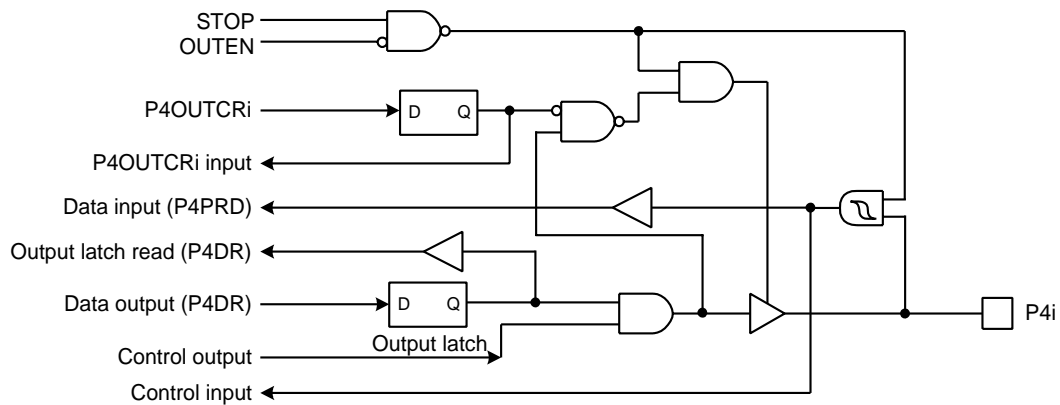 STOP
OUTEN
P4OUTCRi
D Q
P4OUTCRi input
Data input (P4PRD)
Output latch read (P4DR)
Data output (P4DR)
D Q
P4i
Output latch
Control output
Control input